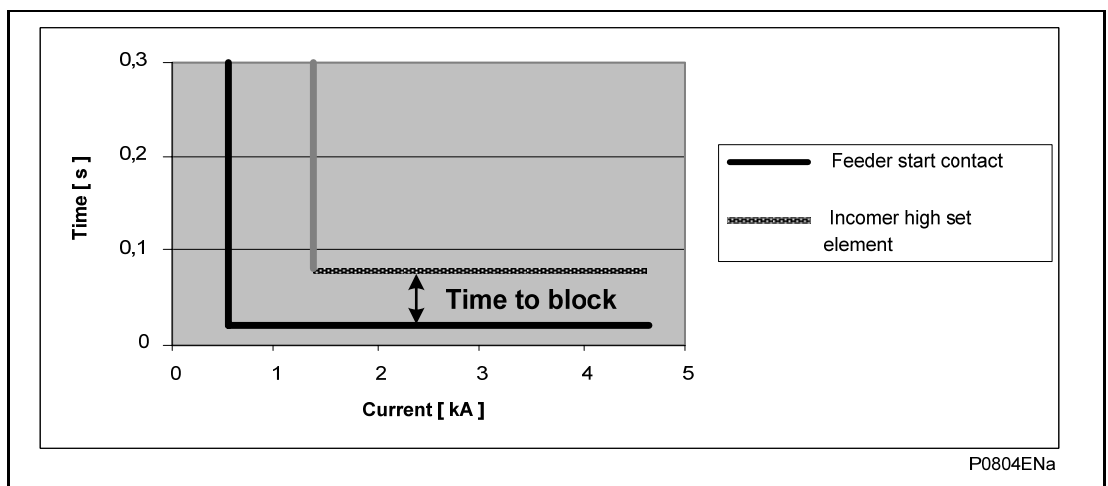 0,3
0,2
0,1
0
Time [ s ]
Time to block
0 1 2 3 4 5
Current [ kA ]
Feeder start contact
Incomer high set
element
P0804ENa